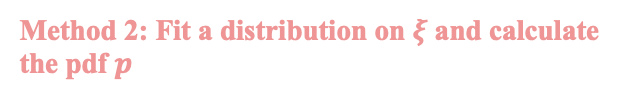 Method 2: Fit a distribution on ξ and calculate
the pdf p